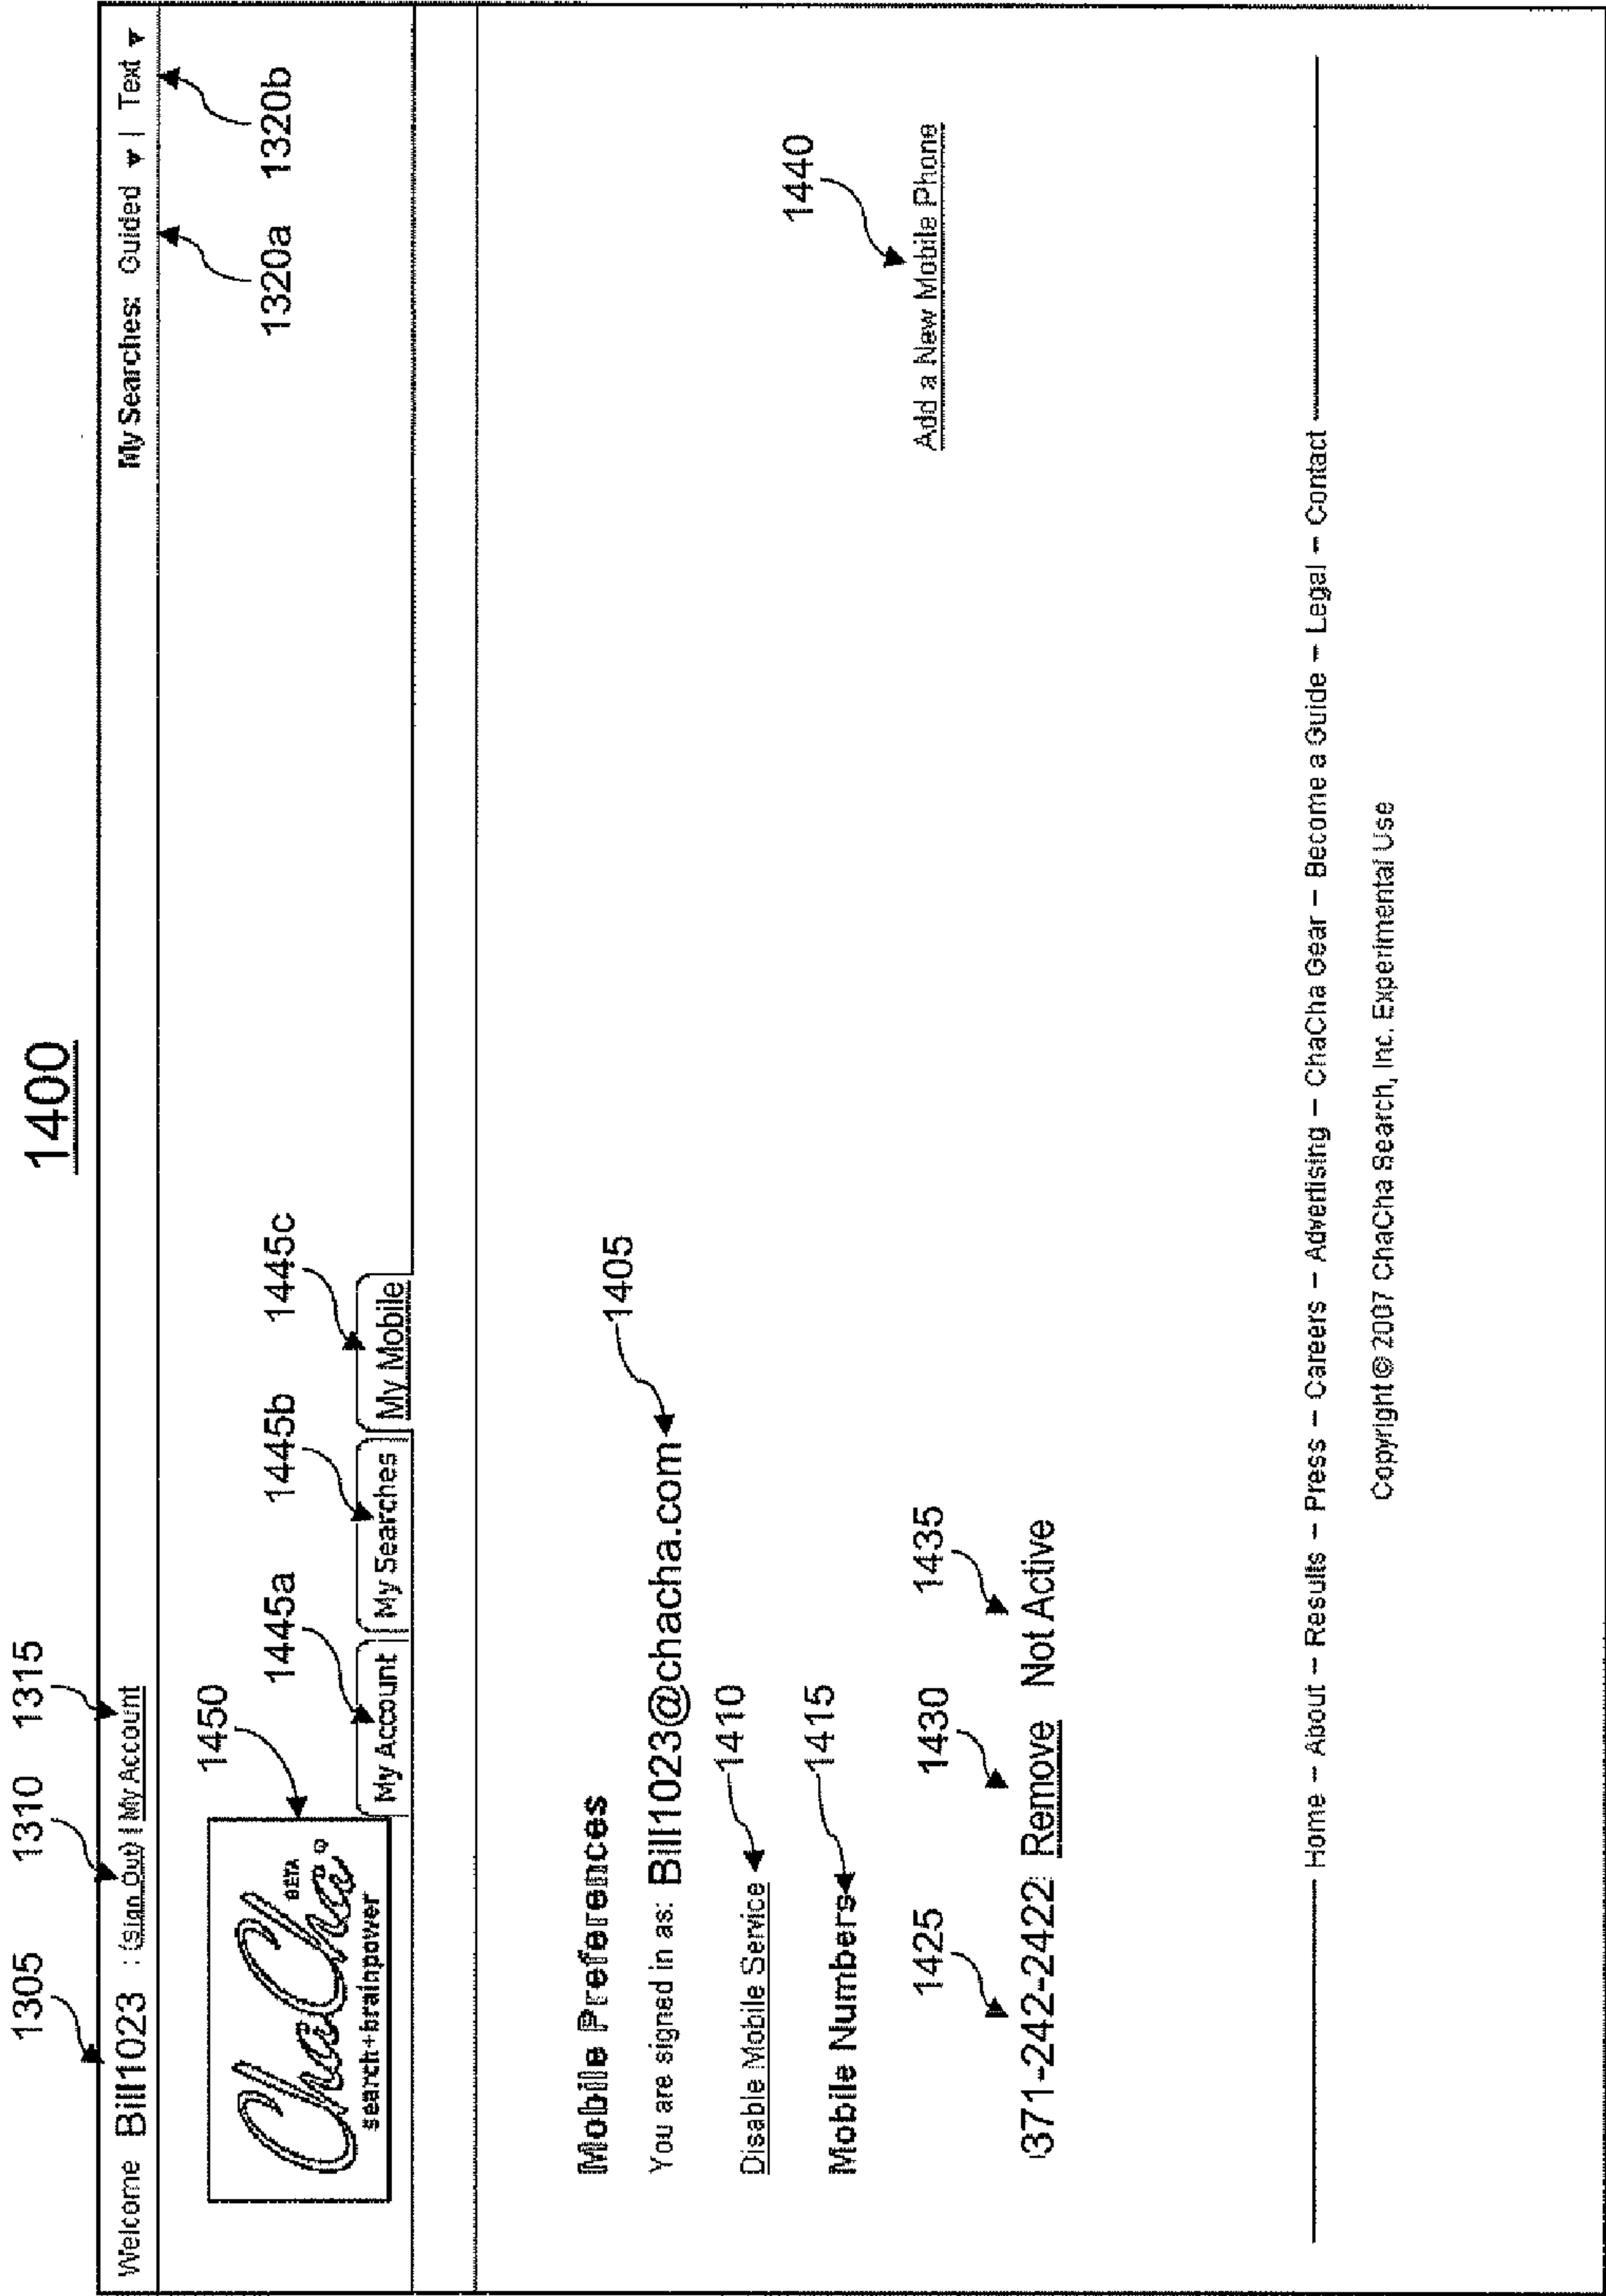 1400
1305 1310 1315
Welcome Bill1023 : (Sign Out) | My Account My Searches: Guided ▼ | Text ▼
1450
1320a 1320b
ChaCha BETA
search+brainpower
1445a 1445b 1445c
My Account My Searches My Mobile
Mobile Preferences
1405
You are signed in as: Bill1023@chacha.com
1410
Disable Mobile Service
1440
1415
Mobile Numbers
Add a New Mobile Phone
1425 1430 1435
371-242-2422 Remove Not Active
Home – About – Results – Press – Careers – Advertising – ChaCha Gear – Become a Guide – Legal – Contact
Copyright © 2007 ChaCha Search, Inc. Experimental Use